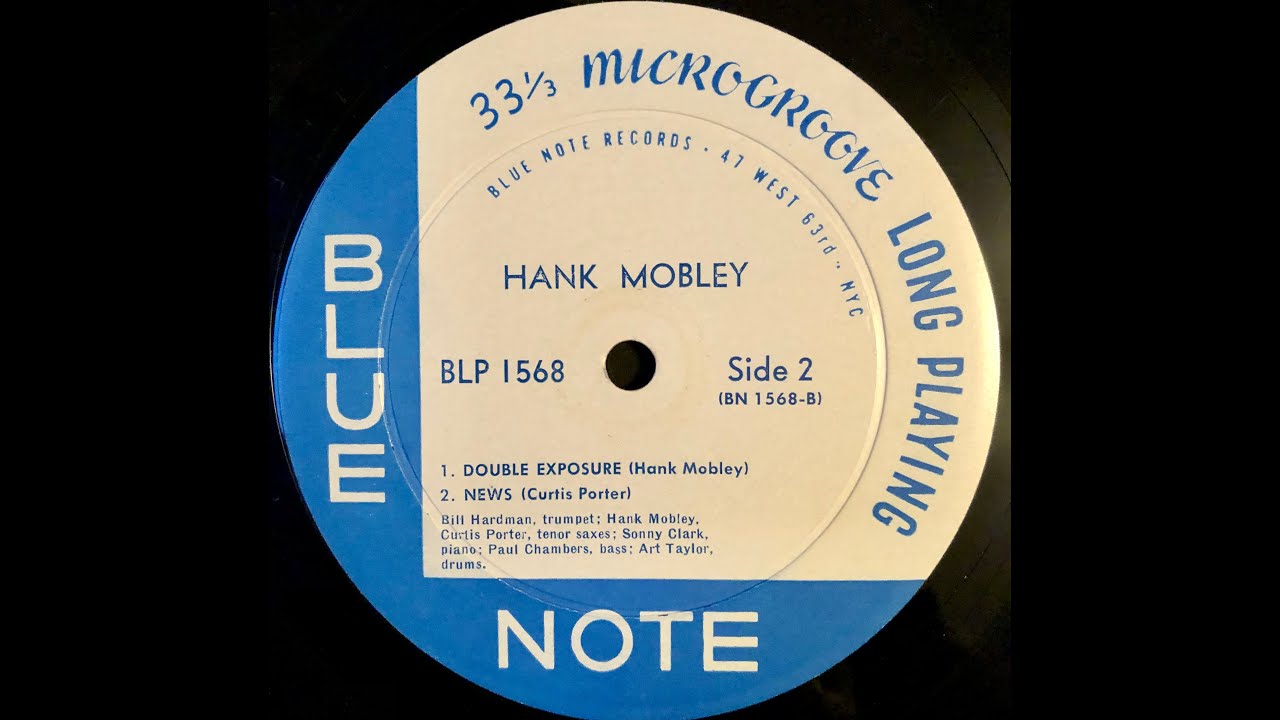 33⅓ MICROGROOVE LONG PLAYING
BLUE NOTE RECORDS · 47 WEST 63rd · NYC
HANK MOBLEY
BLP 1568
Side 2
(BN 1568-B)
1. DOUBLE EXPOSURE (Hank Mobley)
2. NEWS (Curtis Porter)
Bill Hardman, trumpet; Hank Mobley,
Curtis Porter, tenor saxes; Sonny Clark,
piano; Paul Chambers, bass; Art Taylor,
drums.
BLUE
NOTE